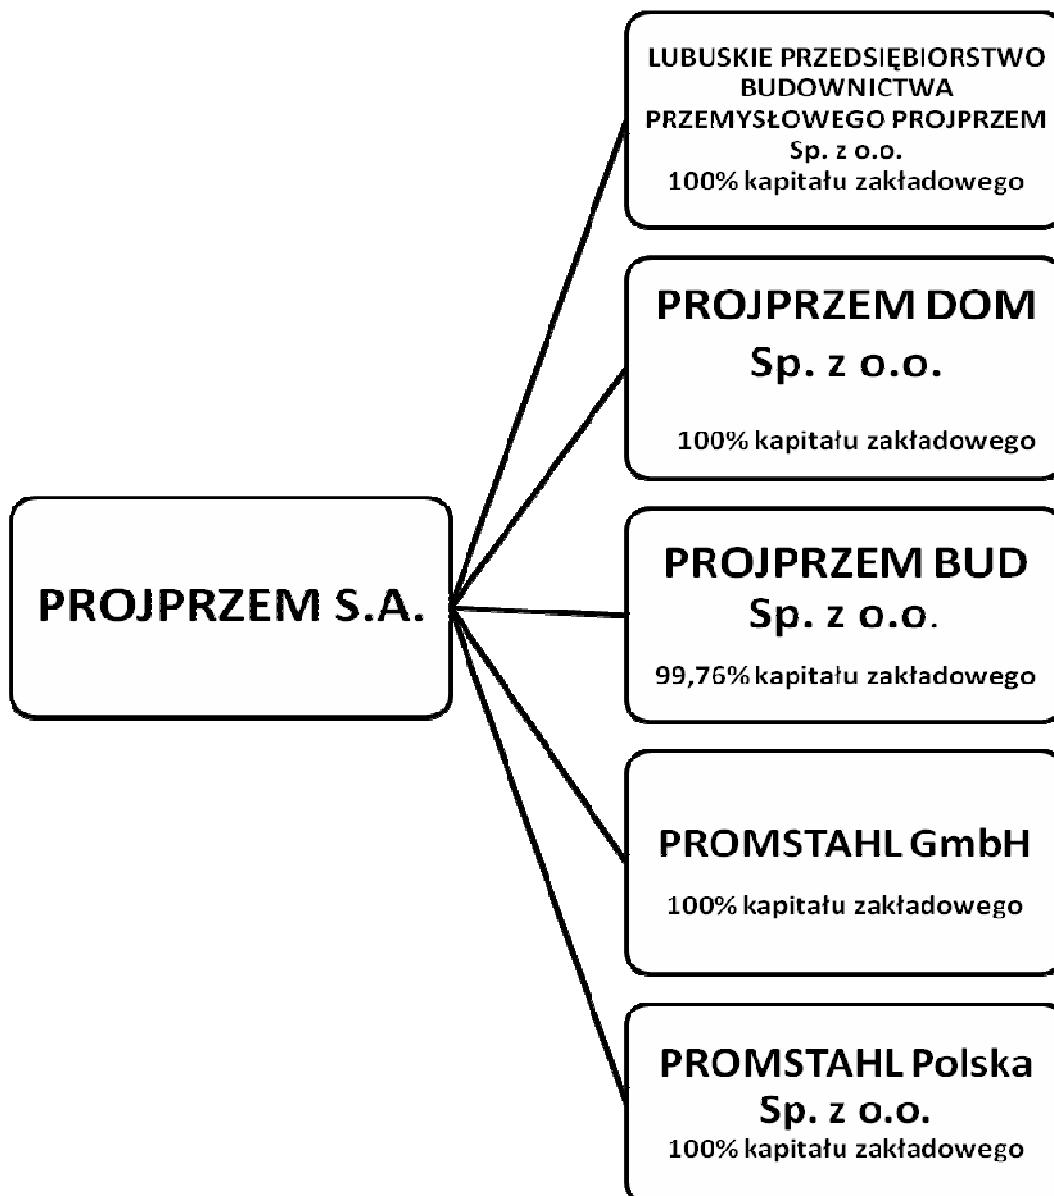 LUBUSKIE PRZEDSIĘBIORSTWO
BUDOWNICTWA
PRZEMYSŁOWEGO PROJPRZEM
Sp. z o.o.
100% kapitału zakładowego
PROJPRZEM DOM
Sp. z o.o.
100% kapitału zakładowego
PROJPRZEM S.A.
PROJPRZEM BUD
Sp. z o.o.
99,76% kapitału zakładowego
PROMSTAHL GmbH
100% kapitału zakładowego
PROMSTAHL Polska
Sp. z o.o.
100% kapitału zakładowego